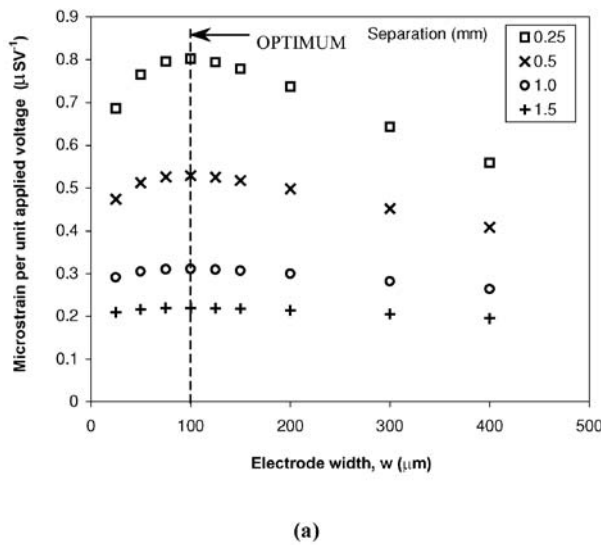 0.9
0.8
0.7
0.6
0.5
0.4
0.3
0.2
0.1
0
Microstrain per unit applied voltage (μSV⁻¹)
OPTIMUM
Separation (mm)
0.25
0.5
1.0
1.5
0 100 200 300 400 500
Electrode width, w (μm)
(a)